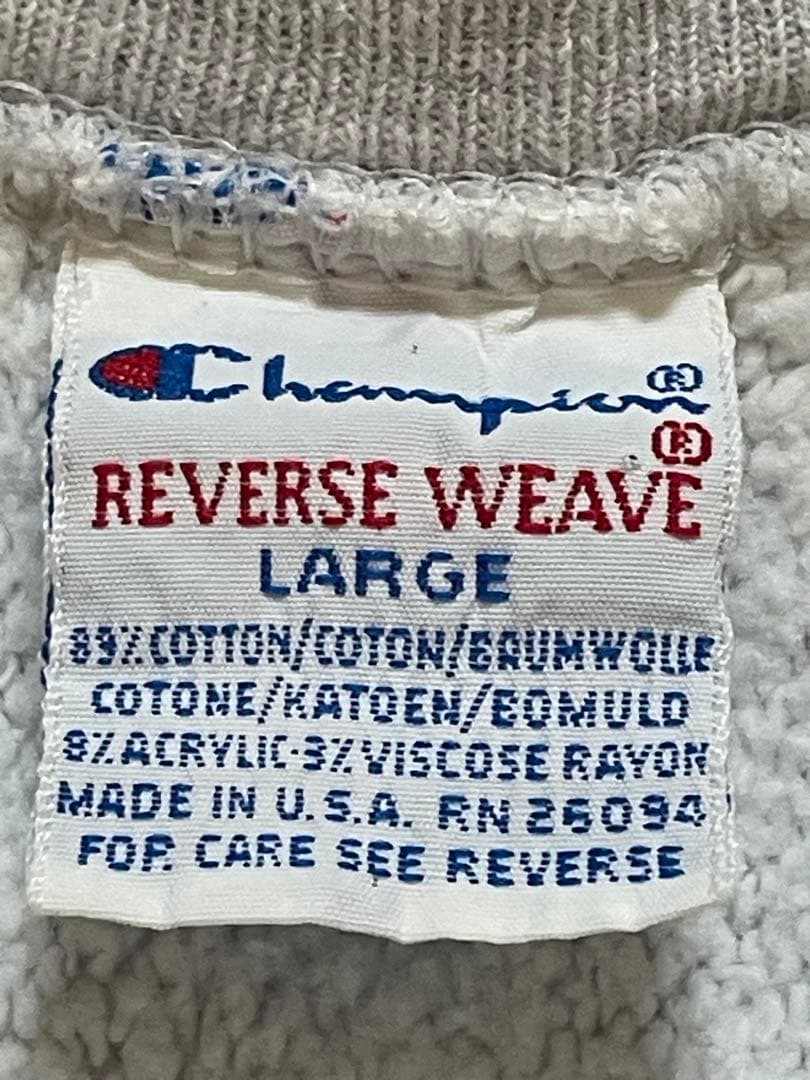 Champion®
®
REVERSE WEAVE
LARGE
89% COTTON/COTON/BAUMWOLLE
COTONE/KATOEN/BOMULD
8% ACRYLIC-3% VISCOSE RAYON
MADE IN U.S.A. RN 26094
FOR CARE SEE REVERSE